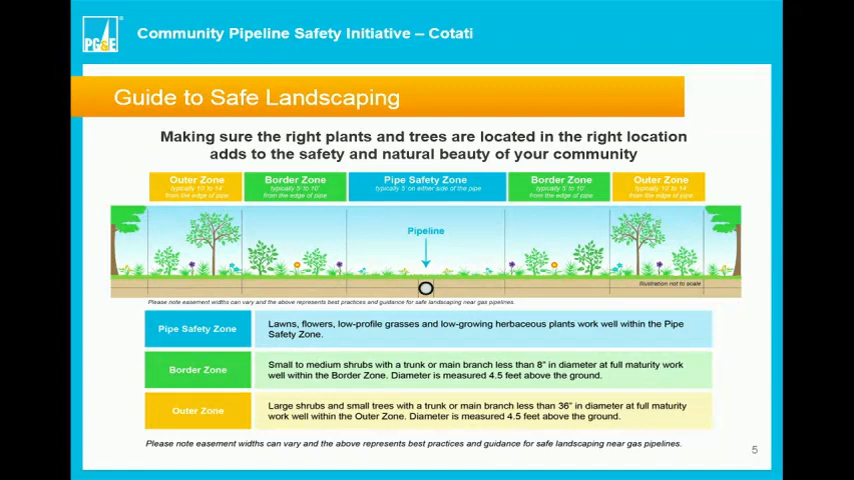 PG&E
Community Pipeline Safety Initiative – Cotati
Guide to Safe Landscaping
Making sure the right plants and trees are located in the right location
adds to the safety and natural beauty of your community
Outer Zone
typically 10' to 14'
from the edge of pipe
Border Zone
typically 5' to 10'
from the edge of pipe
Pipe Safety Zone
typically 5' on either side of the pipe
Border Zone
typically 5' to 10'
from the edge of pipe
Outer Zone
typically 10' to 14'
from the edge of pipe
Pipeline
Illustration not to scale
Please note easement widths can vary and the above represents best practices and guidance for safe landscaping near gas pipelines.
Pipe Safety Zone
Lawns, flowers, low-profile grasses and low-growing herbaceous plants work well within the Pipe
Safety Zone.
Border Zone
Small to medium shrubs with a trunk or main branch less than 8" in diameter at full maturity work
well within the Border Zone. Diameter is measured 4.5 feet above the ground.
Outer Zone
Large shrubs and small trees with a trunk or main branch less than 36" in diameter at full maturity
work well within the Outer Zone. Diameter is measured 4.5 feet above the ground.
Please note easement widths can vary and the above represents best practices and guidance for safe landscaping near gas pipelines.
5